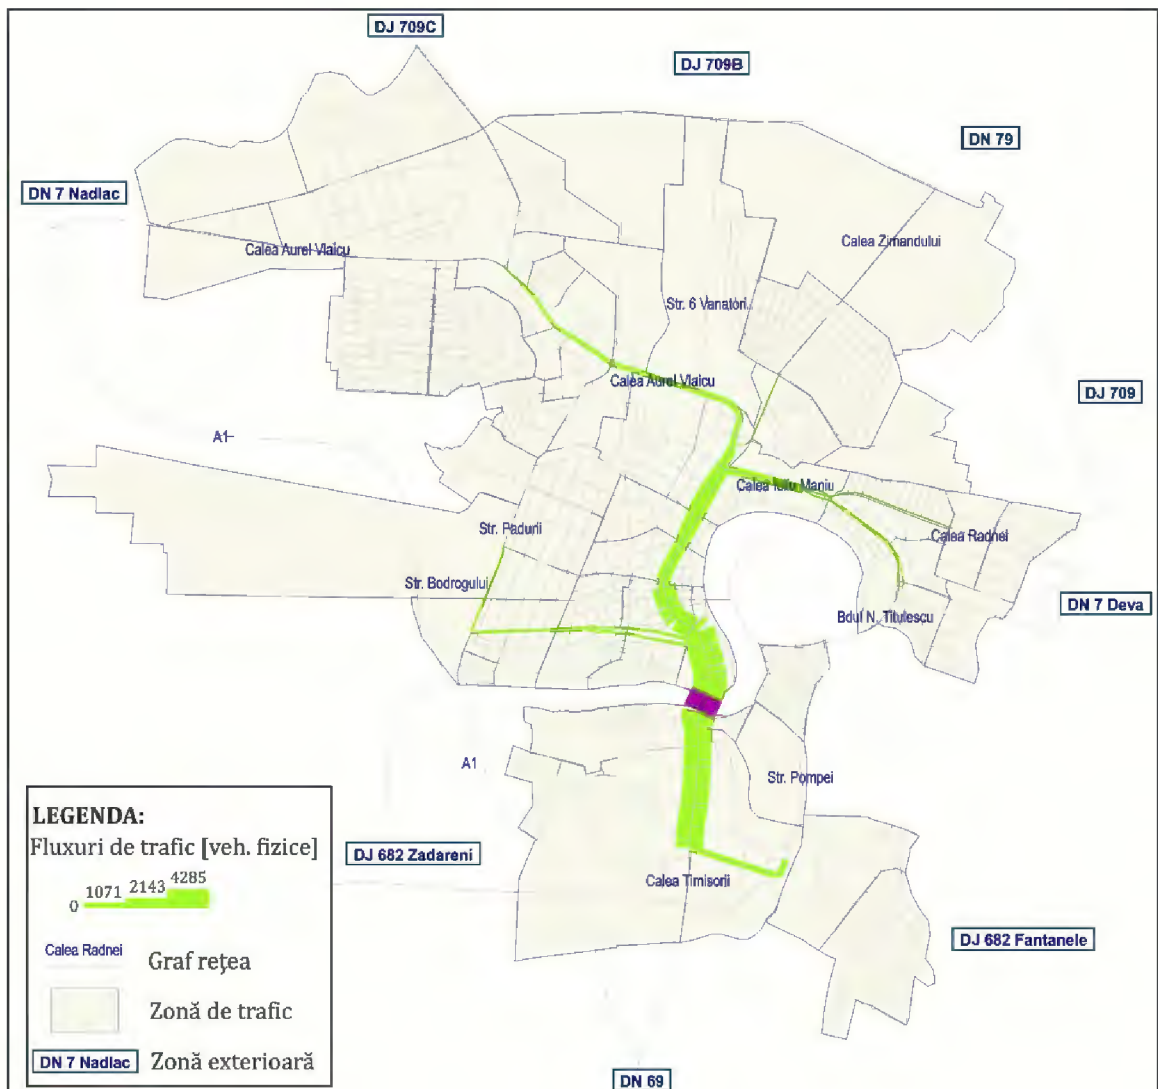 DJ 709C
DJ 709B
DN 79
DN 7 Nadlac
Calea Aurel Vlaicu
Calea Zimandului
Str. 6 Vanatori
Calea Aurel Vlaicu
DJ 709
A1
Calea Iuliu Maniu
Str. Padurii
Calea Radnei
Str. Bodrogului
DN 7 Deva
Bdul N. Titulescu
A1
Str. Pompei
LEGENDA:
Fluxuri de trafic [veh. fizice]
0 1071 2143 4285
Calea Radnei Graf rețea
Zonă de trafic
DN 7 Nadlac Zonă exterioară
DJ 682 Zadareni
Calea Timisorii
DJ 682 Fantanele
DN 69